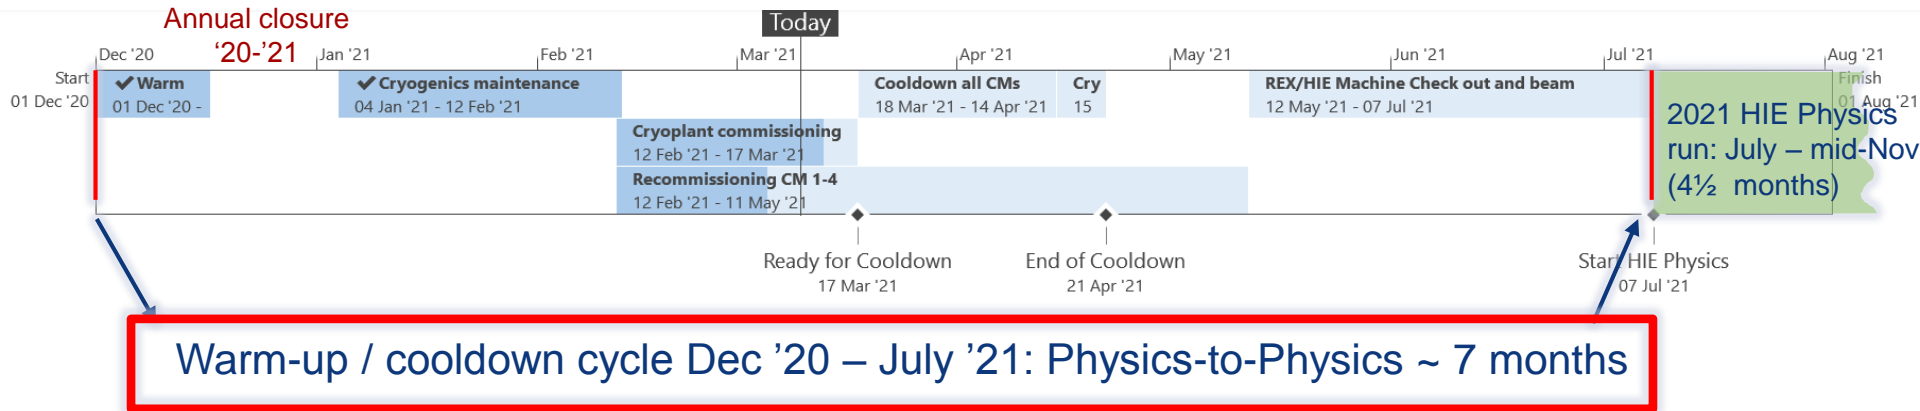 Annual closure
‘20-’21
Today
Dec '20
Jan '21
Feb '21
Mar '21
Apr '21
May '21
Jun '21
Jul '21
Aug '21
Start
01 Dec '20
✔ Warm
01 Dec '20 -
✔ Cryogenics maintenance
04 Jan '21 - 12 Feb '21
Cooldown all CMs
18 Mar '21 - 14 Apr '21
Cry
15
REX/HIE Machine Check out and beam
12 May '21 - 07 Jul '21
Finish
01 Aug '21
Cryoplant commissioning
12 Feb '21 - 17 Mar '21
Recommissioning CM 1-4
12 Feb '21 - 11 May '21
2021 HIE Physics
run: July – mid-Nov
(4½ months)
Ready for Cooldown
17 Mar '21
End of Cooldown
21 Apr '21
Start HIE Physics
07 Jul '21
Warm-up / cooldown cycle Dec ’20 – July ’21: Physics-to-Physics ~ 7 months